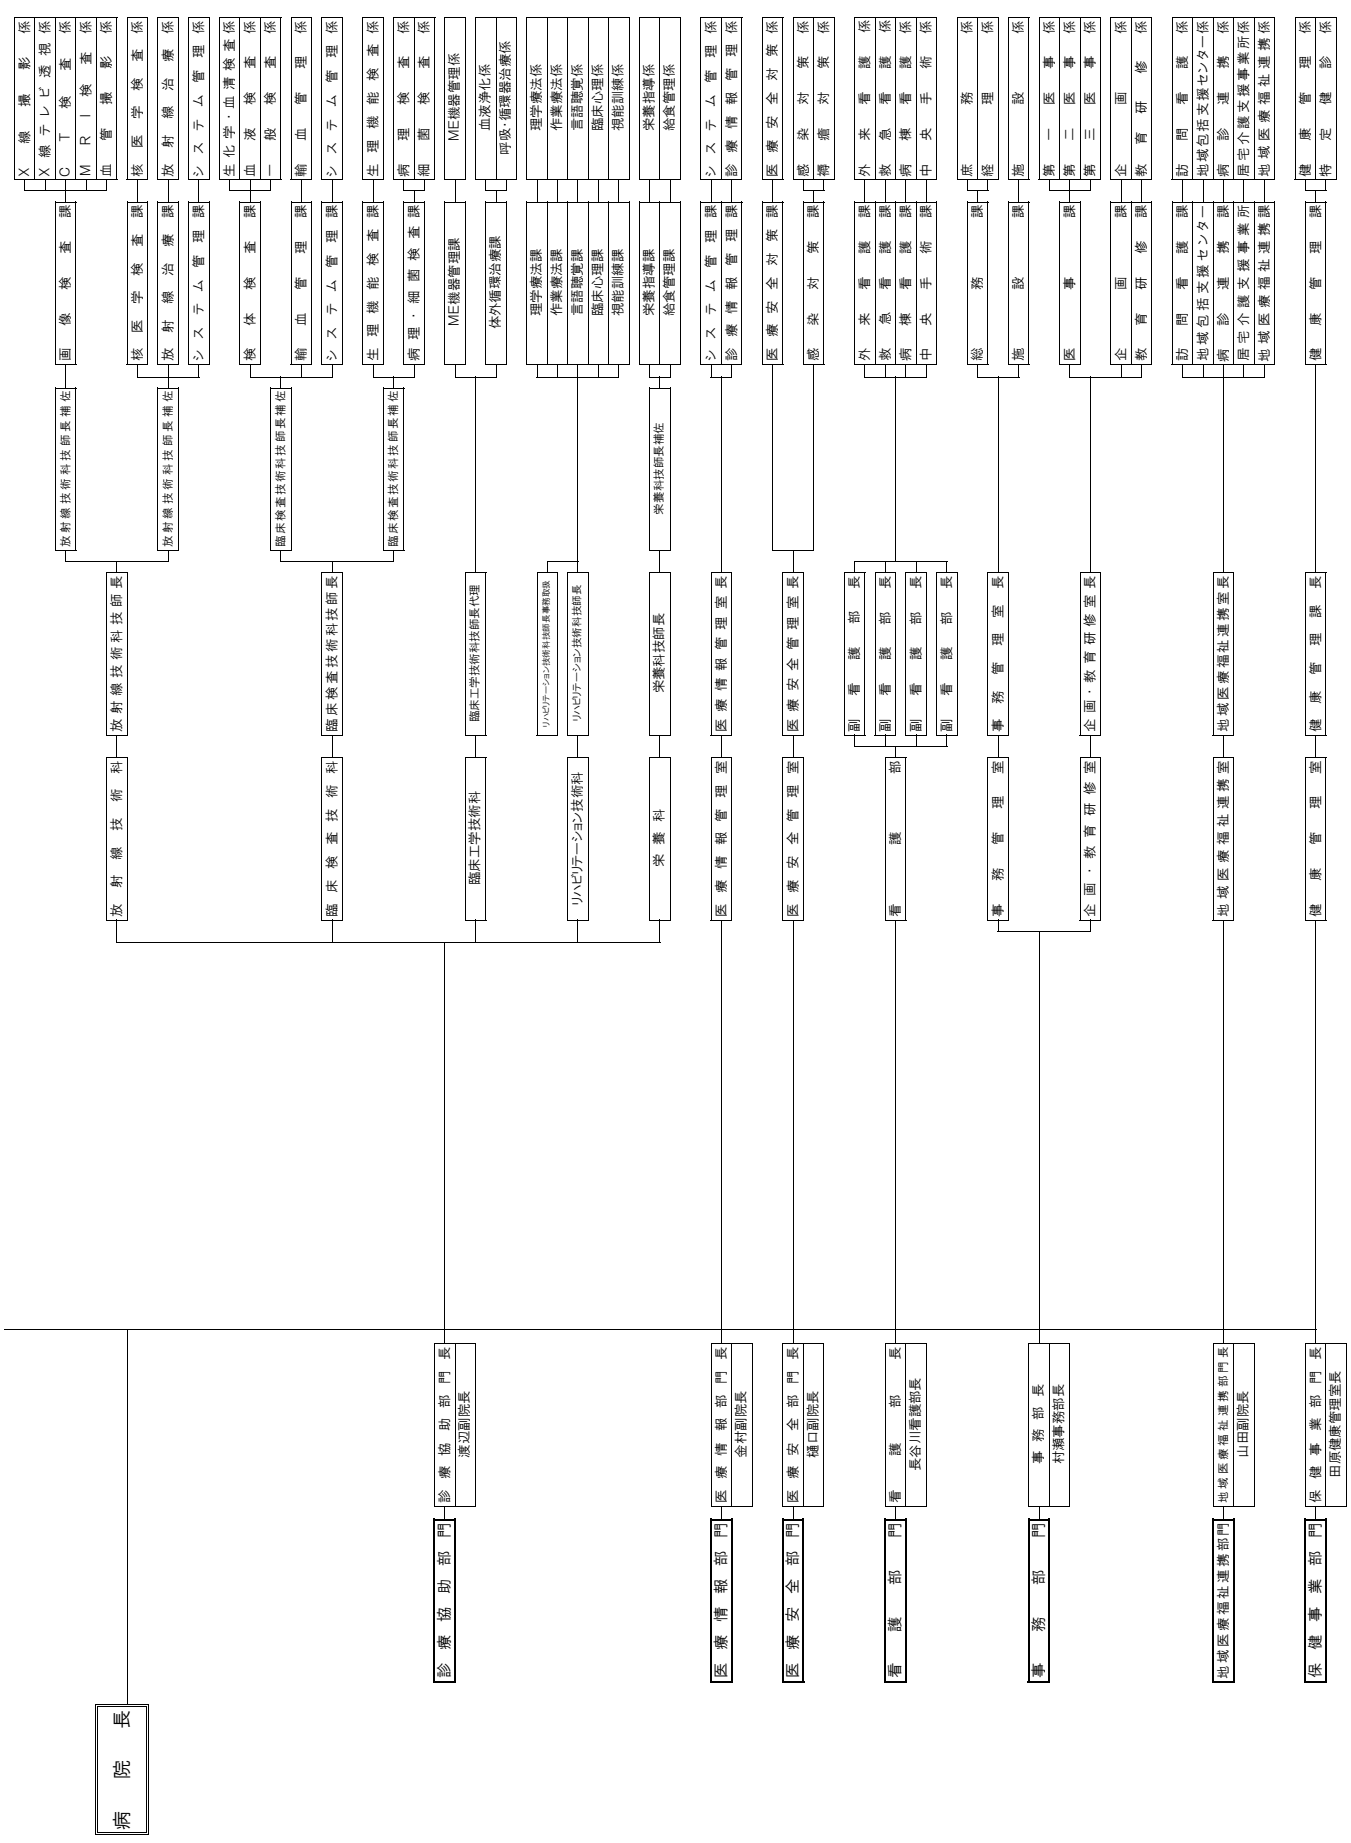 病院長
診療協助部門
診療協助部門長
渡辺副院長
放射線技術科
放射線技術科技師長
放射線技術科技師長補佐
画像検査課
X線撮影係
X線テレビ透視係
CT検査係
MRI検査係
血管撮影係
放射線技術科技師長補佐
核医学検査課
核医学検査係
放射線治療課
放射線治療係
システム管理課
システム管理係
臨床検査技術科
臨床検査技術科技師長
臨床検査技術科技師長補佐
検体検査課
生化学・血清検査係
血液検査係
一般検査係
輸血管理課
輸血管理係
システム管理課
システム管理係
臨床検査技術科技師長補佐
生理機能検査課
生理機能検査係
病理・細菌検査課
病理検査係
細菌検査係
臨床工学技術科
臨床工学技術科技師長代理
ME機器管理課
ME機器管理係
体外循環治療課
血液浄化係
呼吸・循環器治療係
リハビリテーション技術科
リハビリテーション技術科技師長事務取扱
リハビリテーション技術科技師長
理学療法課
理学療法係
作業療法課
作業療法係
言語聴覚課
言語聴覚係
臨床心理課
臨床心理係
視能訓練課
視能訓練係
栄養科
栄養科技師長
栄養科技師長補佐
栄養指導課
栄養指導係
給食管理課
給食管理係
医療情報部門
医療情報部門長
金村副院長
医療情報管理室
医療情報管理室長
システム管理課
システム管理係
診療情報管理課
診療情報管理係
医療安全部門
医療安全部門長
樋口副院長
医療安全管理室
医療安全管理室長
医療安全対策課
医療安全対策係
感染対策課
感染対策係
褥瘡対策係
看護部門
看護部長
長谷川看護部長
看護部
副看護部長
副看護部長
副看護部長
副看護部長
外来看護課
外来看護係
救急看護課
救急看護係
病棟看護課
病棟看護係
中央手術課
中央手術係
事務部門
事務部長
村瀬事務部長
事務管理室
事務管理室長
総務課
庶務係
経理係
施設課
施設係
企画・教育研修室
企画・教育研修室長
医事課
第一医事係
第二医事係
第三医事係
企画課
企画係
教育研修課
教育研修係
地域医療福祉連携部門
地域医療福祉連携部門長
山田副院長
地域医療福祉連携室
地域医療福祉連携室長
訪問看護課
訪問看護係
地域包括支援センター
地域包括支援センター係
病診連携課
病診連携係
居宅介護支援事業所
居宅介護支援事業所係
地域医療福祉連携課
地域医療福祉連携係
保健事業部門
保健事業部門長
田原健康管理室長
健康管理室
健康管理課長
健康管理課
健康管理係
特定健診係